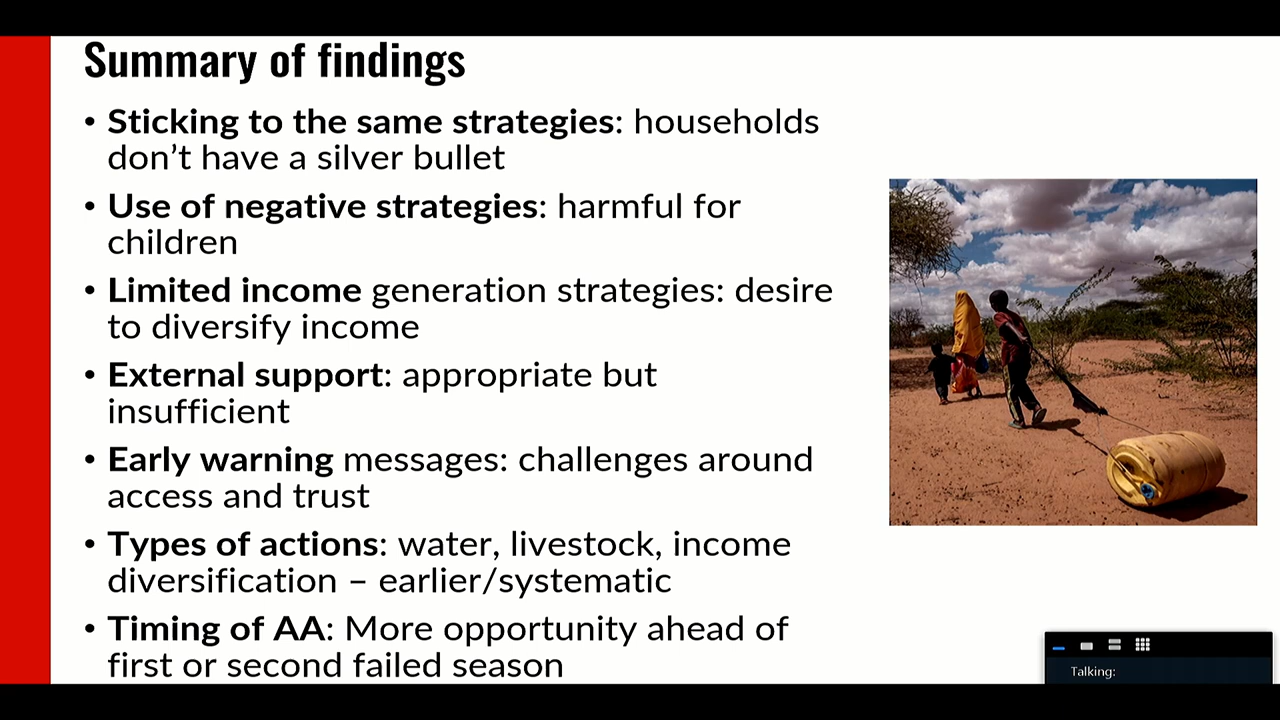 Summary of findings
• Sticking to the same strategies: households
don’t have a silver bullet
• Use of negative strategies: harmful for
children
• Limited income generation strategies: desire
to diversify income
• External support: appropriate but
insufficient
• Early warning messages: challenges around
access and trust
• Types of actions: water, livestock, income
diversification – earlier/systematic
• Timing of AA: More opportunity ahead of
first or second failed season
Talking: